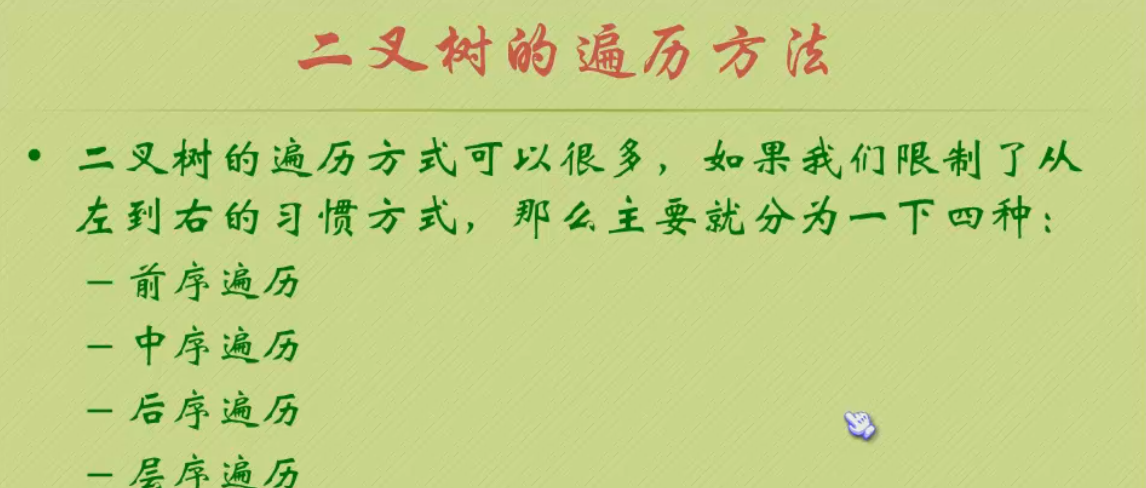 二叉树的遍历方法
• 二叉树的遍历方式可以很多，如果我们限制了从
左到右的习惯方式，那么主要就分为一下四种：
– 前序遍历
– 中序遍历
– 后序遍历
– 层序遍历